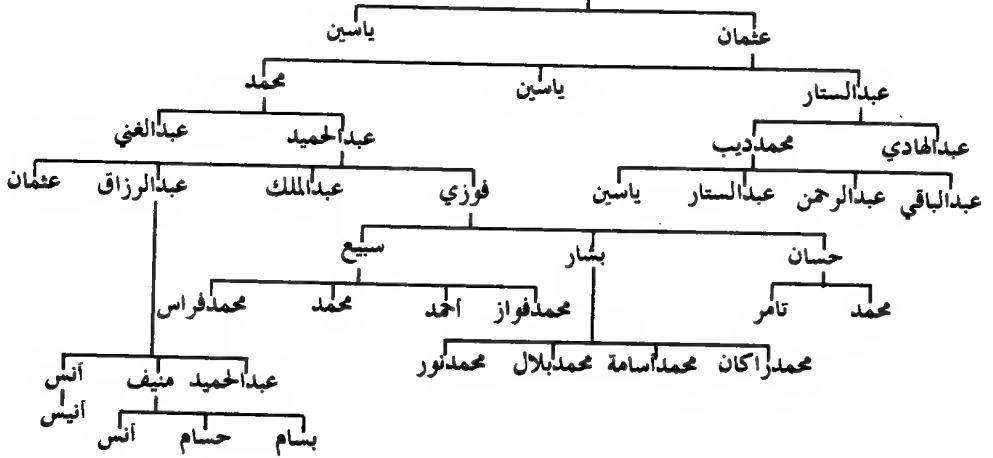 عثمان ياسين
عبدالستار ياسين محمد
عبدالهادي محمدديب عبدالحميد عبدالغني
عبدالباقي عبدالرحمن عبدالستار ياسين فوزي عبدالملك عبدالرزاق عثمان
حسان بشار سبيع
محمد تامر محمدفواز أحمد محمد محمدفراس
محمدراكان محمدأسامة محمدبلال محمدنور عبدالحميد منيف أنس
أنيس
بسام حسام أنس